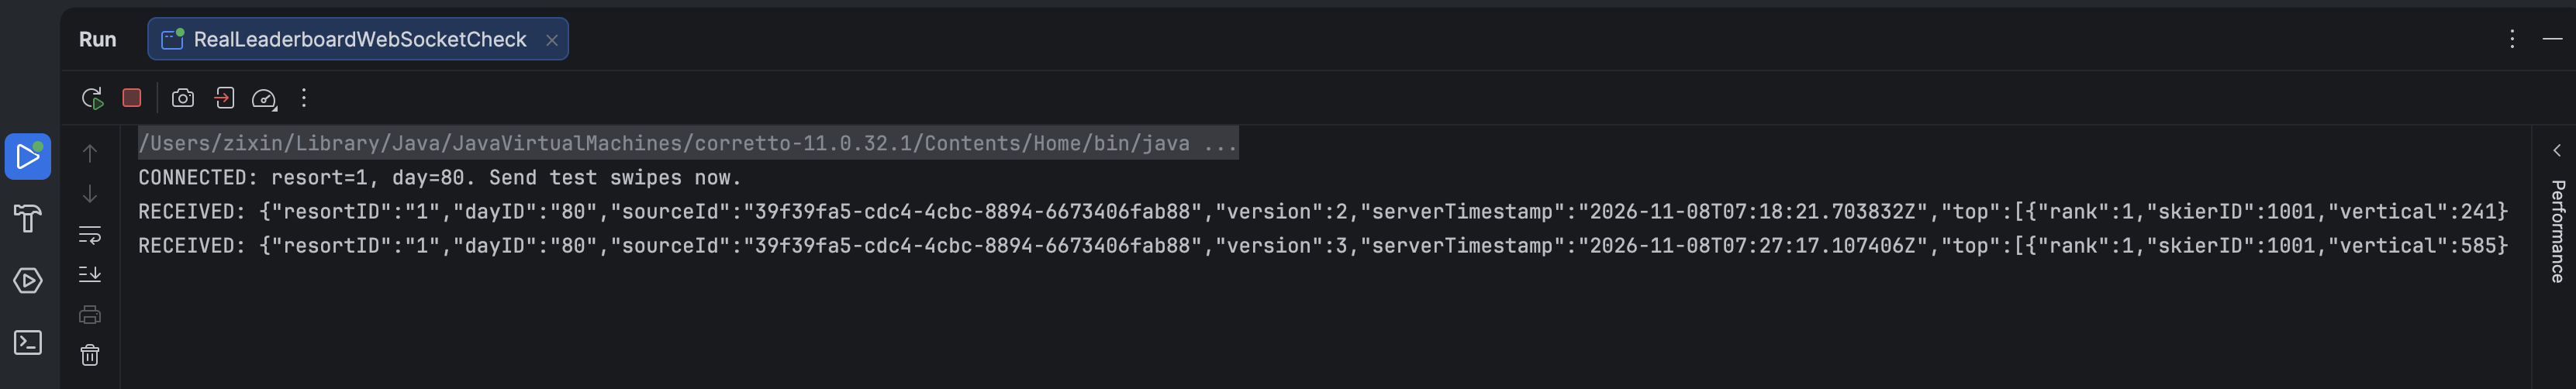 Run
RealLeaderboardWebSocketCheck
/Users/zixin/Library/Java/JavaVirtualMachines/corretto-11.0.32.1/Contents/Home/bin/java ...
CONNECTED: resort=1, day=80. Send test swipes now.
RECEIVED: {"resortID":"1","dayID":"80","sourceId":"39f39fa5-cdc4-4cbc-8894-6673406fab88","version":2,"serverTimestamp":"2026-11-08T07:18:21.703832Z","top":[{"rank":1,"skierID":1001,"vertical":241}
RECEIVED: {"resortID":"1","dayID":"80","sourceId":"39f39fa5-cdc4-4cbc-8894-6673406fab88","version":3,"serverTimestamp":"2026-11-08T07:27:17.107406Z","top":[{"rank":1,"skierID":1001,"vertical":585}
Performance